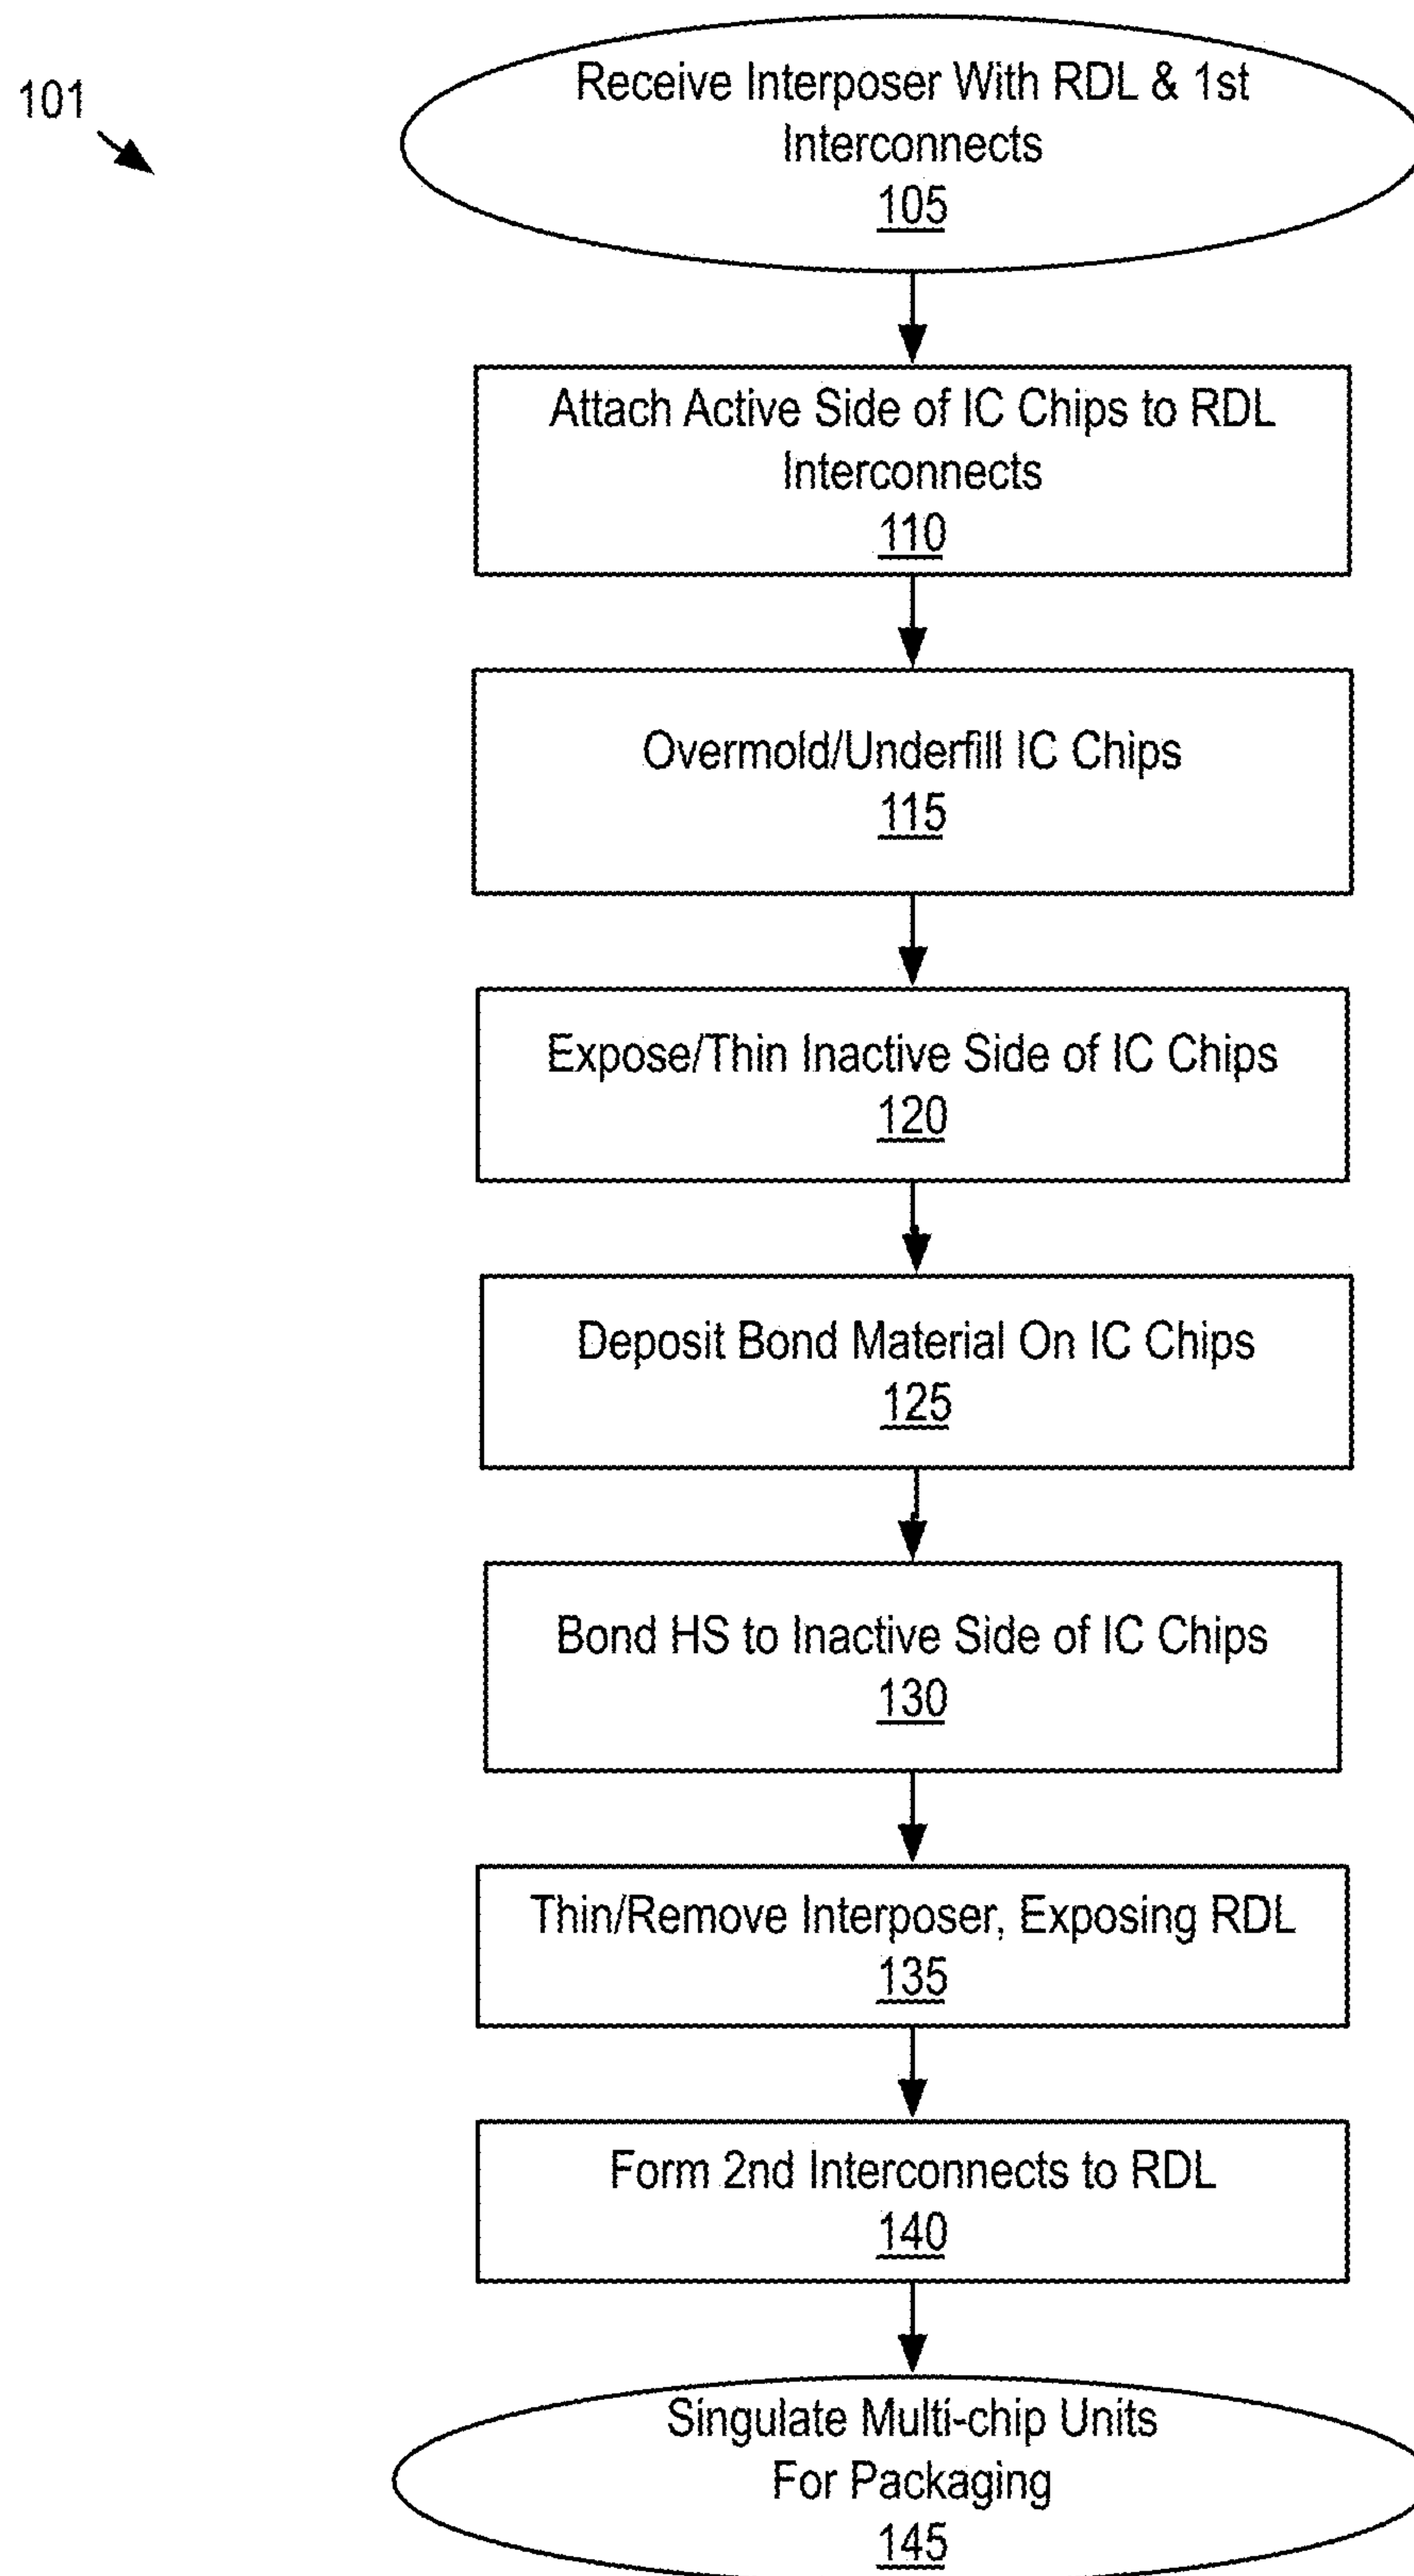 101
Receive Interposer With RDL & 1st
Interconnects
105
Attach Active Side of IC Chips to RDL
Interconnects
110
Overmold/Underfill IC Chips
115
Expose/Thin Inactive Side of IC Chips
120
Deposit Bond Material On IC Chips
125
Bond HS to Inactive Side of IC Chips
130
Thin/Remove Interposer, Exposing RDL
135
Form 2nd Interconnects to RDL
140
Singulate Multi-chip Units
For Packaging
145